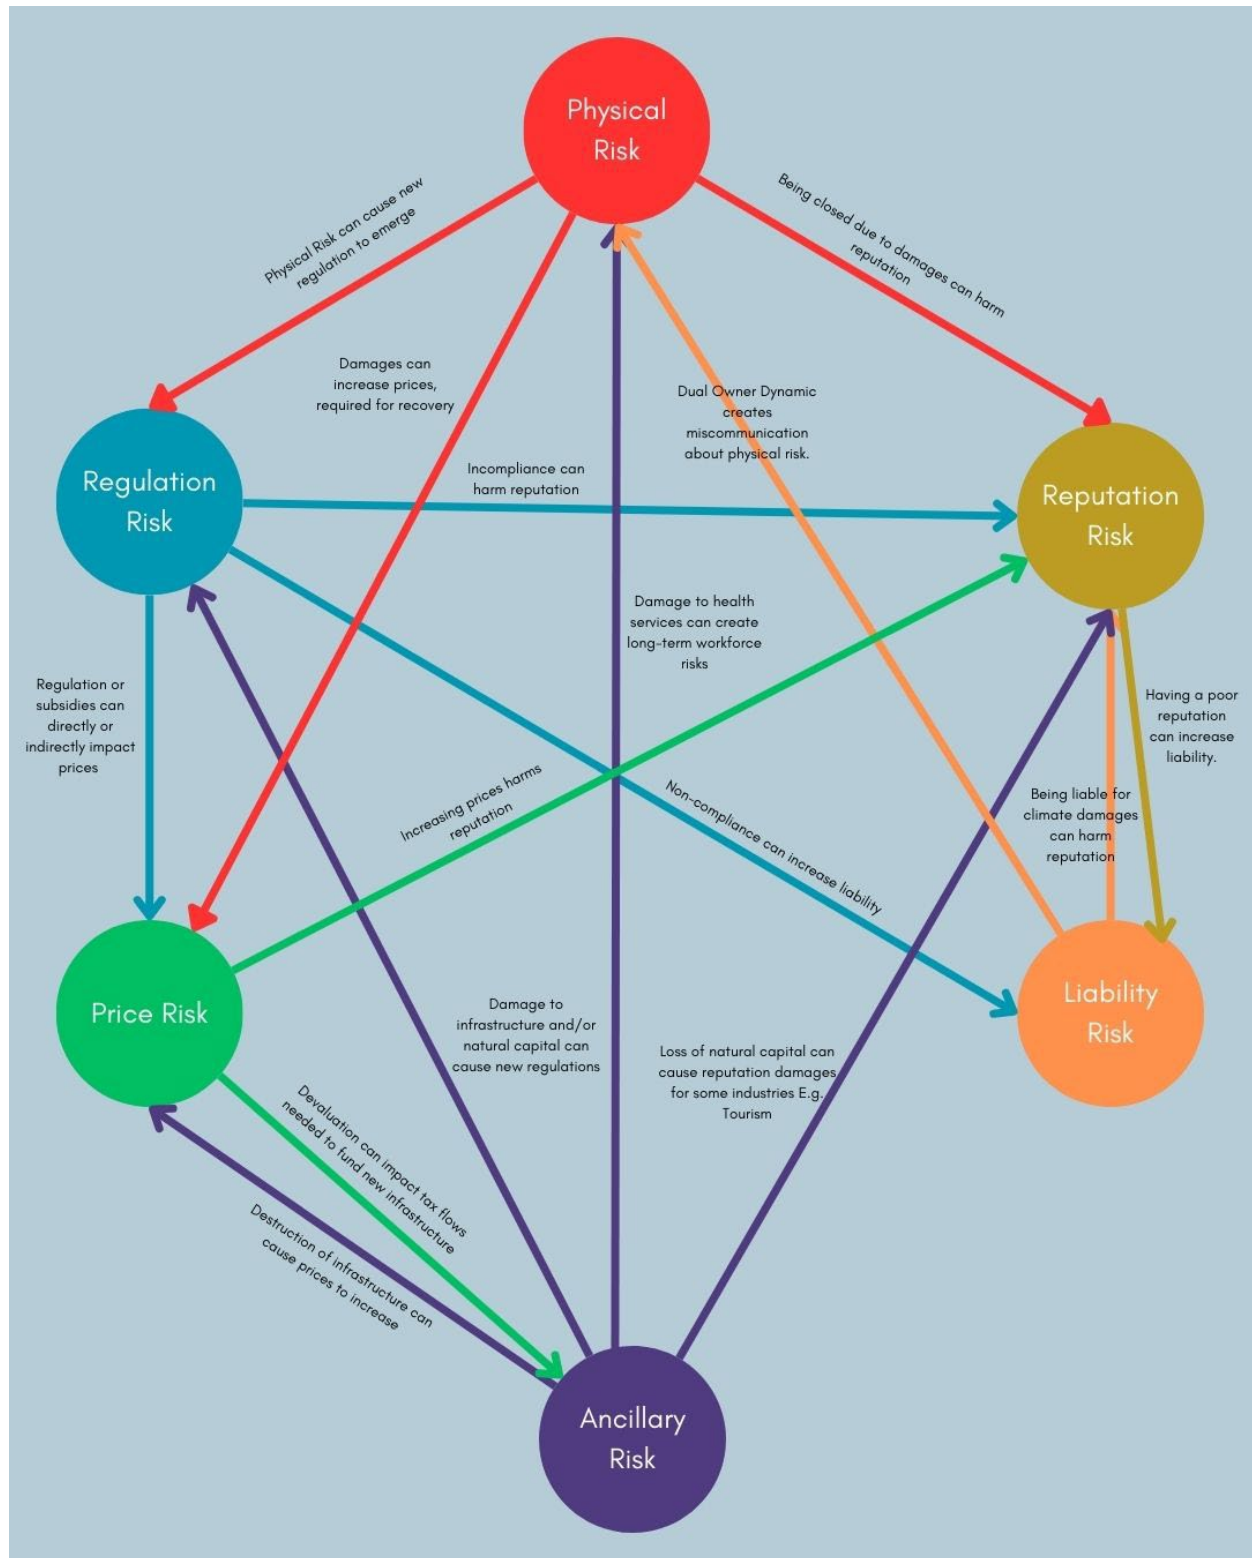 Physical
Risk
Physical Risk can cause new
regulation to emerge
Being closed due to damages can harm
reputation
Damages can
increase prices,
required for recovery
Dual Owner Dynamic
creates
miscommunication
about physical risk.
Regulation
Risk
Incompliance can
harm reputation
Reputation
Risk
Damage to health
services can create
long-term workforce
risks
Regulation or
subsidies can
directly or
indirectly impact
prices
Having a poor
reputation
can increase
liability.
Increasing prices harms
reputation
Non-compliance can increase liability
Being liable for
climate damages
can harm
reputation
Price Risk
Liability
Risk
Damage to
infrastructure and/or
natural capital can
cause new regulations
Loss of natural capital can
cause reputation damages
for some industries E.g.
Tourism
Devaluation can impact tax flows
needed to fund new infrastructure
Destruction of infrastructure can
cause prices to increase
Ancillary
Risk